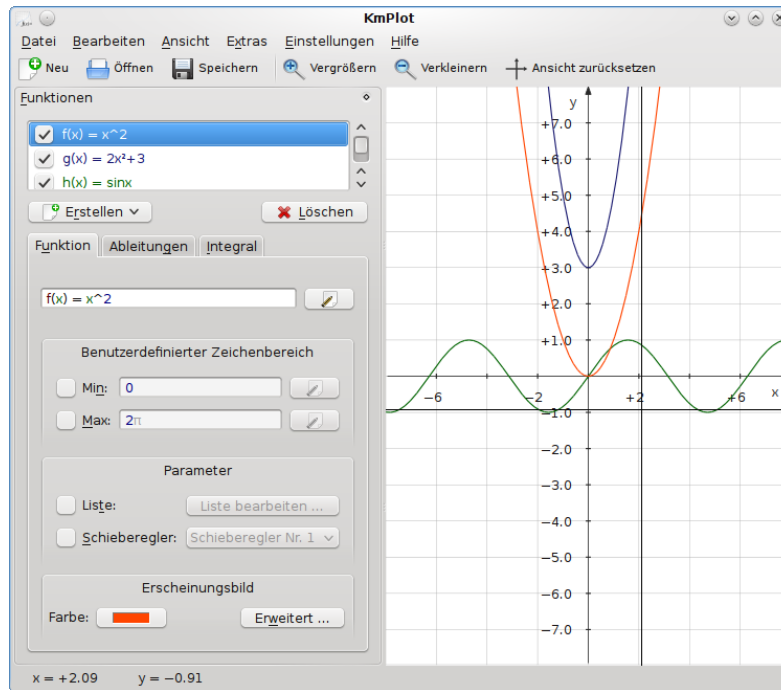 KmPlot
Datei Bearbeiten Ansicht Extras Einstellungen Hilfe
Neu Öffnen Speichern Vergrößern Verkleinern Ansicht zurücksetzen
Funktionen
f(x) = x^2
g(x) = 2x²+3
h(x) = sinx
Erstellen Löschen
Funktion Ableitungen Integral
f(x) = x^2
Benutzerdefinierter Zeichenbereich
Min: 0
Max: 2π
Parameter
Liste: Liste bearbeiten ...
Schieberegler: Schieberegler Nr. 1
Erscheinungsbild
Farbe: Erweitert ...
y
+7.0
+6.0
+5.0
+4.0
+3.0
+2.0
+1.0
−6 −2 +2 +6 x
−1.0
−2.0
−3.0
−4.0
−5.0
−6.0
−7.0
x = +2.09 y = −0.91